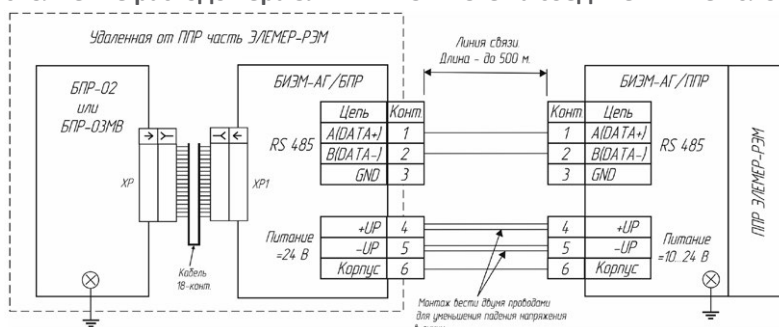 Удаленная от ППР часть ЭЛЕМЕР-РЭМ
БПР-02
или
БПР-03МВ
ХР
Кабель
18-конт.
ХР1
БИЭМ-АГ/БПР
RS 485
Цепь Конт.
A(DATA+) 1
B(DATA-) 2
GND 3
Питание
=24 В
+UP 4
-UP 5
Корпус 6
Линия связи.
Длина - до 500 м.
Монтаж вести двумя проводами
для уменьшения падения напряжения
БИЭМ-АГ/ППР
Конт. Цепь
1 A(DATA+)
2 B(DATA-)
3 GND
RS 485
4 +UP
5 -UP
6 Корпус
Питание
=10...24 В
ППР ЭЛЕМЕР-РЭМ